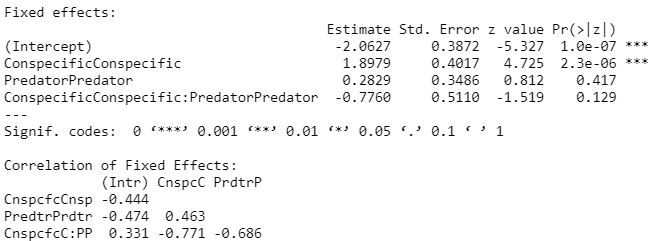 Fixed effects:
Estimate Std. Error z value Pr(>|z|)
(Intercept) -2.0627 0.3872 -5.327 1.0e-07 ***
ConspecificConspecific 1.8979 0.4017 4.725 2.3e-06 ***
PredatorPredator 0.2829 0.3486 0.812 0.417
ConspecificConspecific:PredatorPredator -0.7760 0.5110 -1.519 0.129
---
Signif. codes: 0 ‘***’ 0.001 ‘**’ 0.01 ‘*’ 0.05 ‘.’ 0.1 ‘ ’ 1
Correlation of Fixed Effects:
(Intr) CnspcC PrdtrP
CnspcfcCnsp -0.444
PredtrPrdtr -0.474 0.463
CnspcfC:PP 0.331 -0.771 -0.686